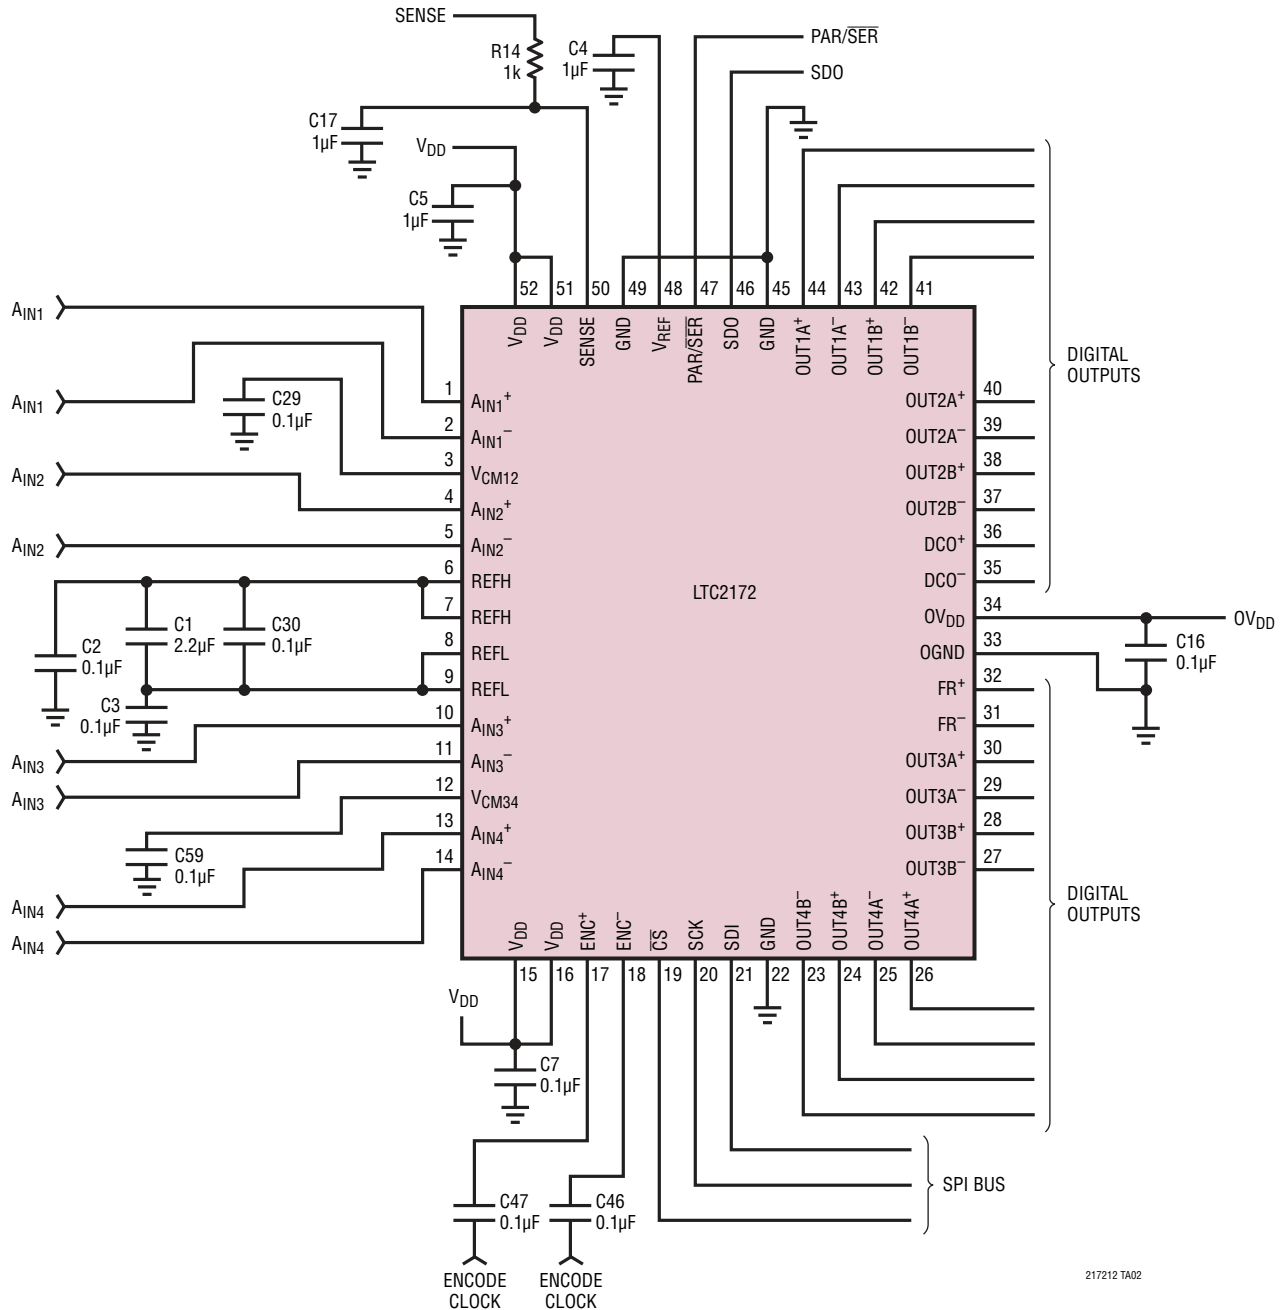 SENSE
R14
1k
C4
1µF
PAR/SER
SDO
C17
1µF
VDD
C5
1µF
52
51
50
49
48
47
46
45
44
43
42
41
VDD
VDD
SENSE
GND
VREF
PAR/SER
SDO
GND
OUT1A+
OUT1A–
OUT1B+
OUT1B–
DIGITAL
OUTPUTS
AIN1
AIN1
C29
0.1µF
AIN2
AIN2
1
AIN1+
2
AIN1–
3
VCM12
4
AIN2+
5
AIN2–
6
REFH
7
REFH
8
REFL
9
REFL
10
AIN3+
11
AIN3–
12
VCM34
13
AIN4+
14
AIN4–
C2
0.1µF
C1
2.2µF
C30
0.1µF
C3
0.1µF
AIN3
AIN3
C59
0.1µF
AIN4
AIN4
LTC2172
OUT2A+
40
OUT2A–
39
OUT2B+
38
OUT2B–
37
DCO+
36
DCO–
35
OVDD
34
OVDD
OGND
33
C16
0.1µF
FR+
32
FR–
31
OUT3A+
30
OUT3A–
29
OUT3B+
28
OUT3B–
27
DIGITAL
OUTPUTS
VDD
VDD
ENC+
ENC–
CS
SCK
SDI
GND
OUT4B–
OUT4B+
OUT4A–
OUT4A+
15
16
17
18
19
20
21
22
23
24
25
26
VDD
C7
0.1µF
C47
0.1µF
C46
0.1µF
SPI BUS
ENCODE
CLOCK
ENCODE
CLOCK
217212 TA02